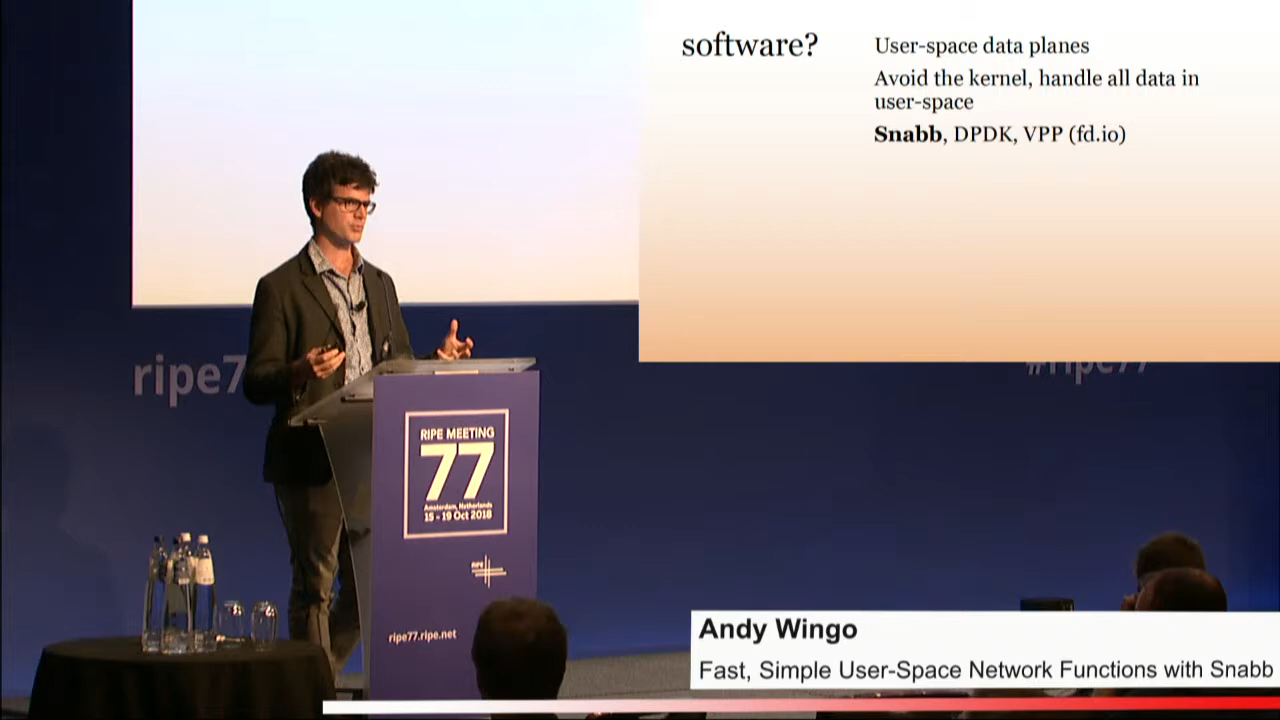 software?
User-space data planes
Avoid the kernel, handle all data in
user-space
Snabb, DPDK, VPP (fd.io)
ripe7
#ripe77
RIPE MEETING
77
Amsterdam, Netherlands
15 - 19 Oct 2018
RIPE
ripe77.ripe.net
Andy Wingo
Fast, Simple User-Space Network Functions with Snabb